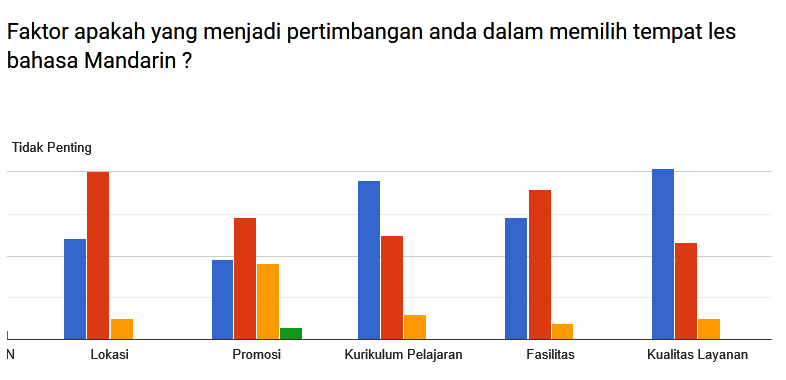 Faktor apakah yang menjadi pertimbangan anda dalam memilih tempat les
bahasa Mandarin ?
Tidak Penting
N Lokasi Promosi Kurikulum Pelajaran Fasilitas Kualitas Layanan